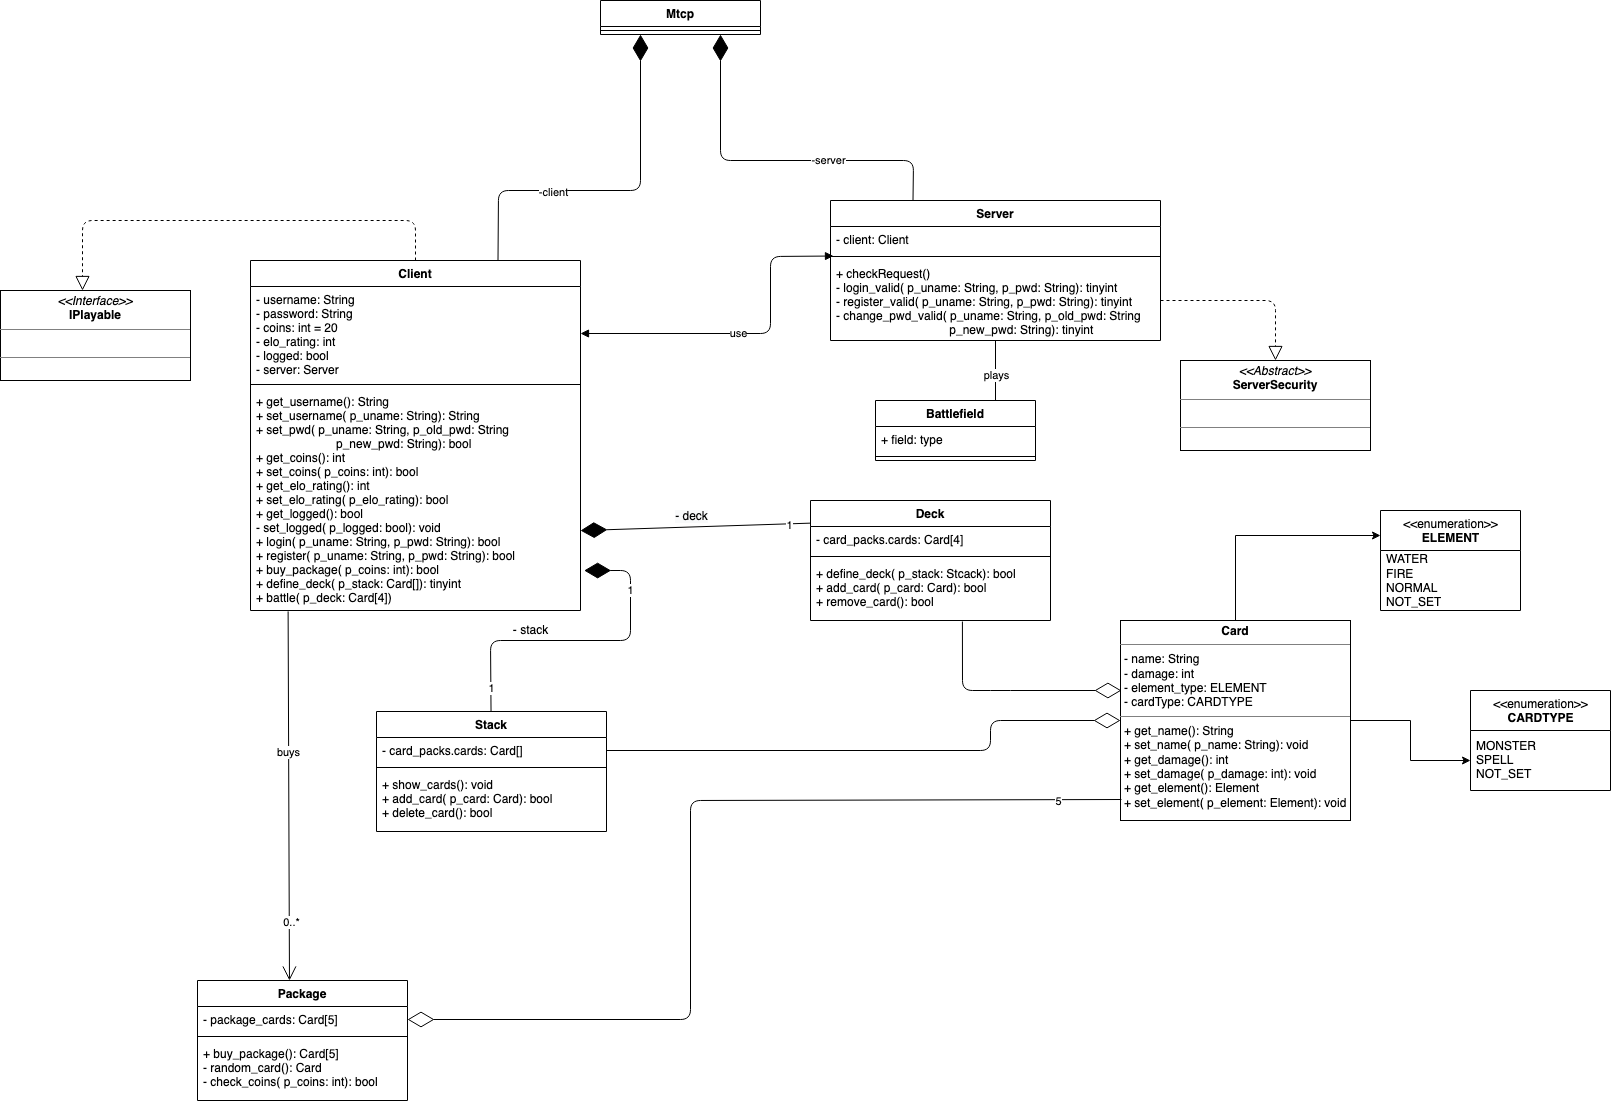 Mtcp
-server
-client
Server
- client: Client
+ checkRequest()
- login_valid( p_uname: String, p_pwd: String): tinyint
- register_valid( p_uname: String, p_pwd: String): tinyint
- change_pwd_valid( p_uname: String, p_old_pwd: String
p_new_pwd: String): tinyint
<<Interface>>
IPlayable
Client
- username: String
- password: String
- coins: int = 20
- elo_rating: int
- logged: bool
- server: Server
+ get_username(): String
+ set_username( p_uname: String): String
+ set_pwd( p_uname: String, p_old_pwd: String
p_new_pwd: String): bool
+ get_coins(): int
+ set_coins( p_coins: int): bool
+ get_elo_rating(): int
+ set_elo_rating( p_elo_rating): bool
+ get_logged(): bool
- set_logged( p_logged: bool): void
+ login( p_uname: String, p_pwd: String): bool
+ register( p_uname: String, p_pwd: String): bool
+ buy_package( p_coins: int): bool
+ define_deck( p_stack: Card[]): tinyint
+ battle( p_deck: Card[4])
use
plays
<<Abstract>>
ServerSecurity
Battlefield
+ field: type
- deck
1
Deck
- card_packs.cards: Card[4]
+ define_deck( p_stack: Stcack): bool
+ add_card( p_card: Card): bool
+ remove_card(): bool
<<enumeration>>
ELEMENT
WATER
FIRE
NORMAL
NOT_SET
1
- stack
1
Card
- name: String
- damage: int
- element_type: ELEMENT
- cardType: CARDTYPE
+ get_name(): String
+ set_name( p_name: String): void
+ get_damage(): int
+ set_damage( p_damage: int): void
+ get_element(): Element
+ set_element( p_element: Element): void
<<enumeration>>
CARDTYPE
MONSTER
SPELL
NOT_SET
Stack
- card_packs.cards: Card[]
+ show_cards(): void
+ add_card( p_card: Card): bool
+ delete_card(): bool
buys
5
0..*
Package
- package_cards: Card[5]
+ buy_package(): Card[5]
- random_card(): Card
- check_coins( p_coins: int): bool